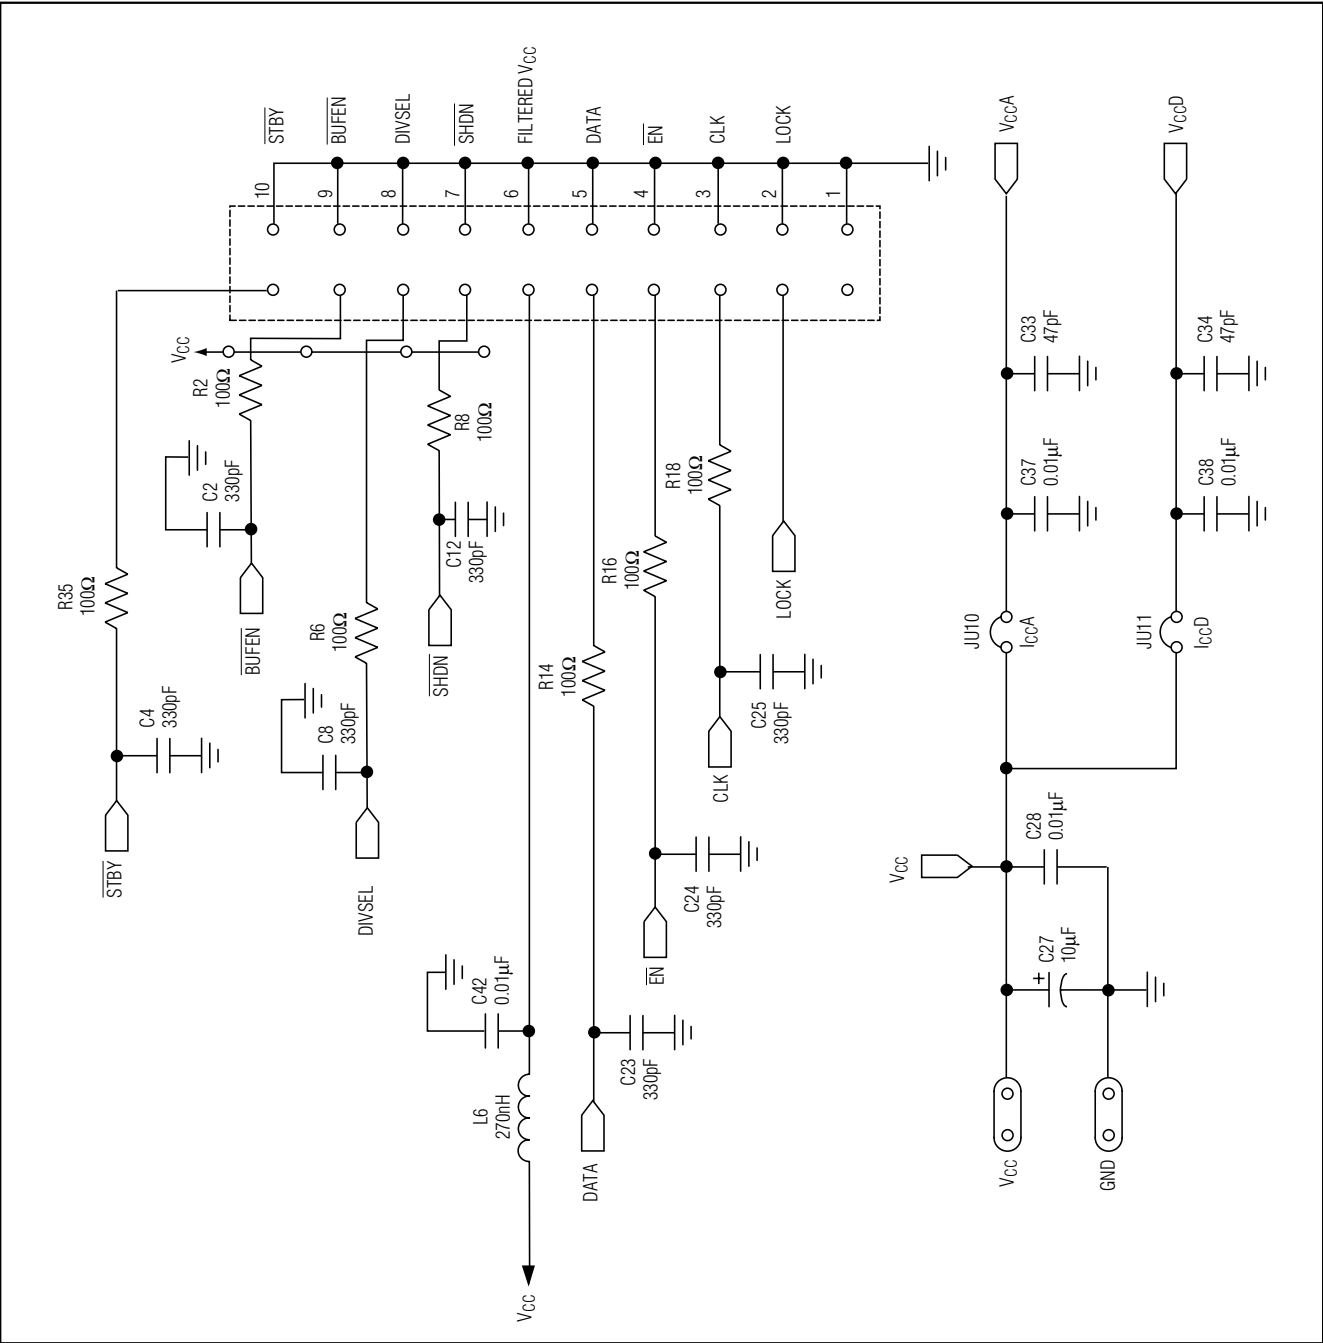 STBY
BUFEN
DIVSEL
SHDN
FILTERED VCC
DATA
EN
CLK
LOCK
10
9
8
7
6
5
4
3
2
1
VCC
R2
100Ω
R8
100Ω
C2
330pF
C12
330pF
BUFEN
SHDN
R35
100Ω
C4
330pF
STBY
R6
100Ω
C8
330pF
DIVSEL
R18
100Ω
R16
100Ω
R14
100Ω
LOCK
C25
330pF
CLK
C24
330pF
EN
C42
0.01µF
L6
270nH
VCC
C23
330pF
DATA
VccA
VccD
C33
47pF
C34
47pF
C37
0.01µF
C38
0.01µF
JU10
IccA
JU11
IccD
VCC
C28
0.01µF
+
C27
10µF
VCC
GND